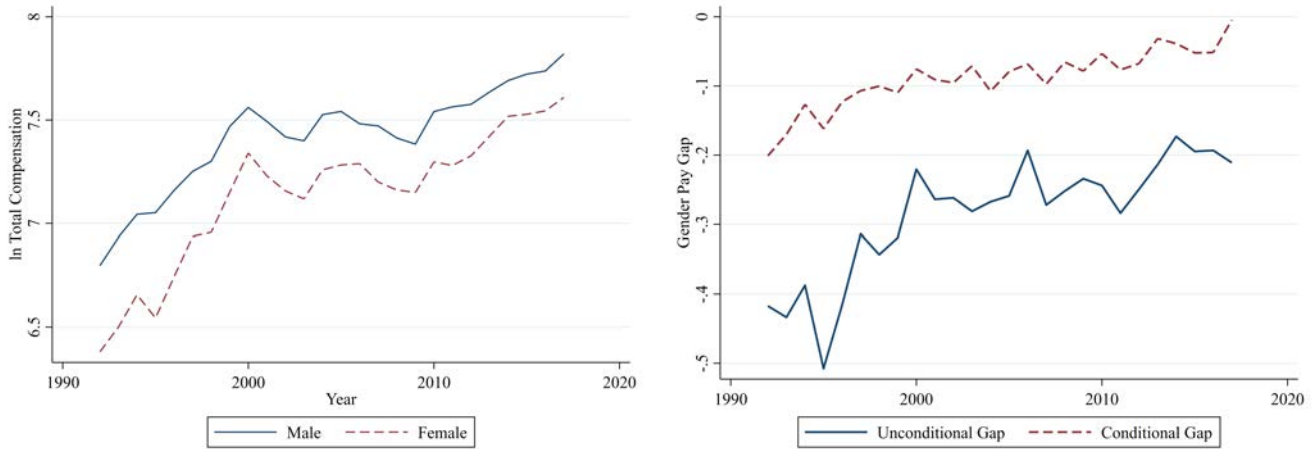 ln Total Compensation
8
7.5
7
6.5
1990 2000 2010 2020
Year
Male Female
Gender Pay Gap
0
-.1
-.2
-.3
-.4
-.5
1990 2000 2010 2020
Unconditional Gap Conditional Gap